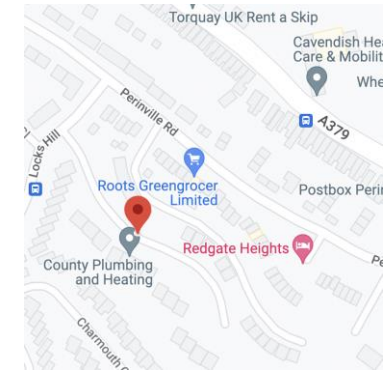 Torquay UK Rent a Skip
Cavendish Hea
Care & Mobilit
Whe
A379
Perinville Rd
Locks Hill
Roots Greengrocer
Limited
Postbox Perin
Redgate Heights
Pe
County Plumbing
and Heating
Charmouth C